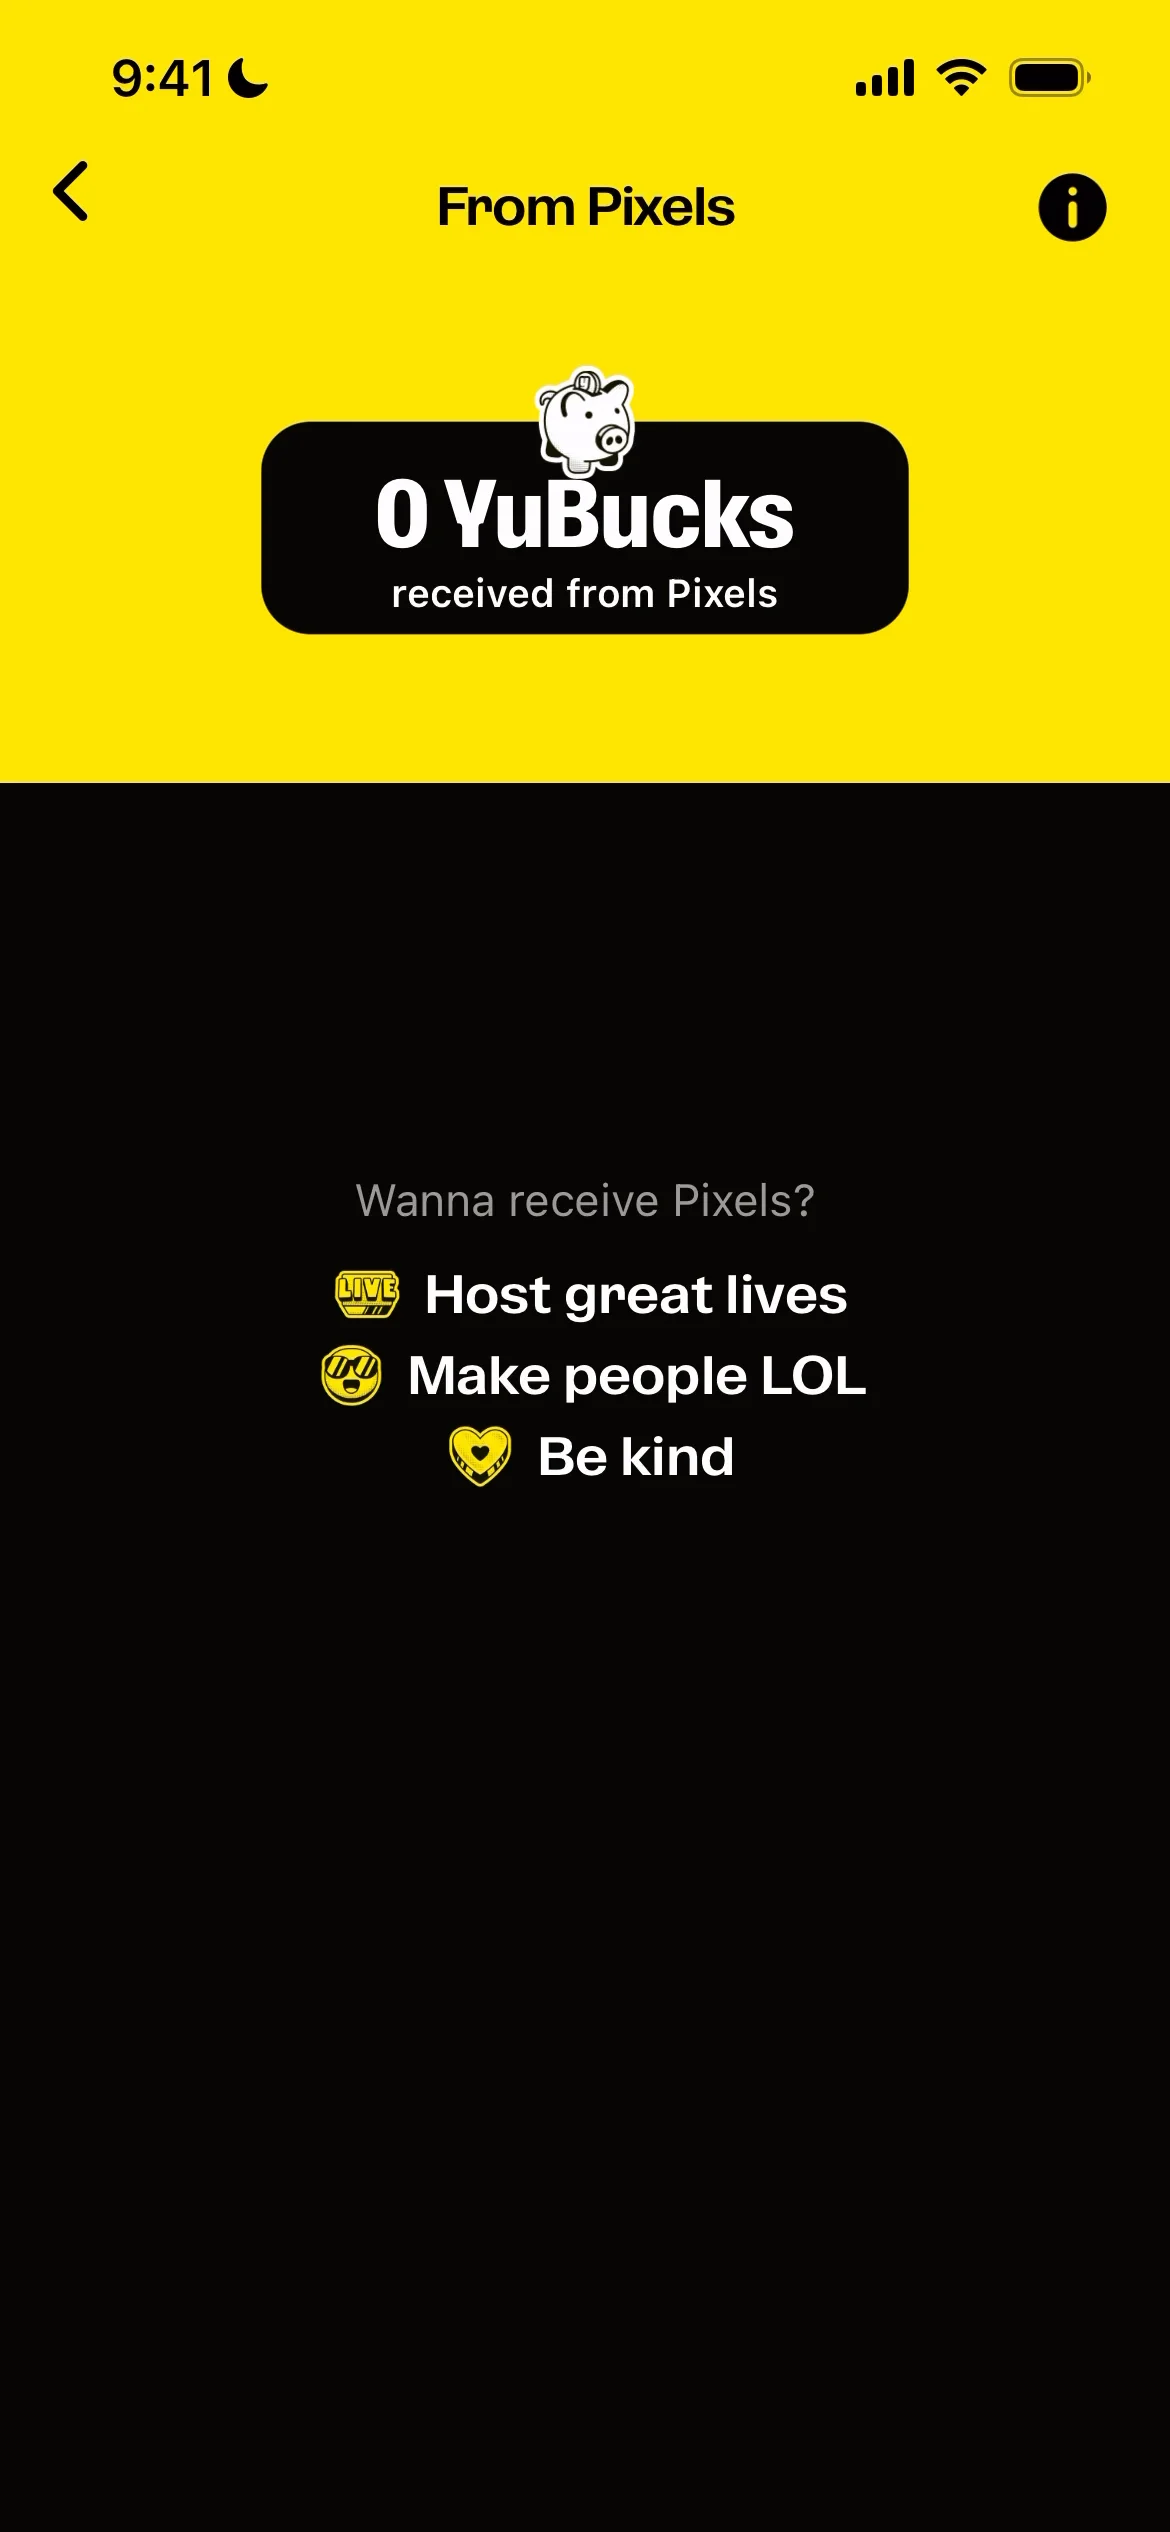 9:41
From Pixels
0 YuBucks
received from Pixels
Wanna receive Pixels?
LIVE Host great lives
Make people LOL
Be kind